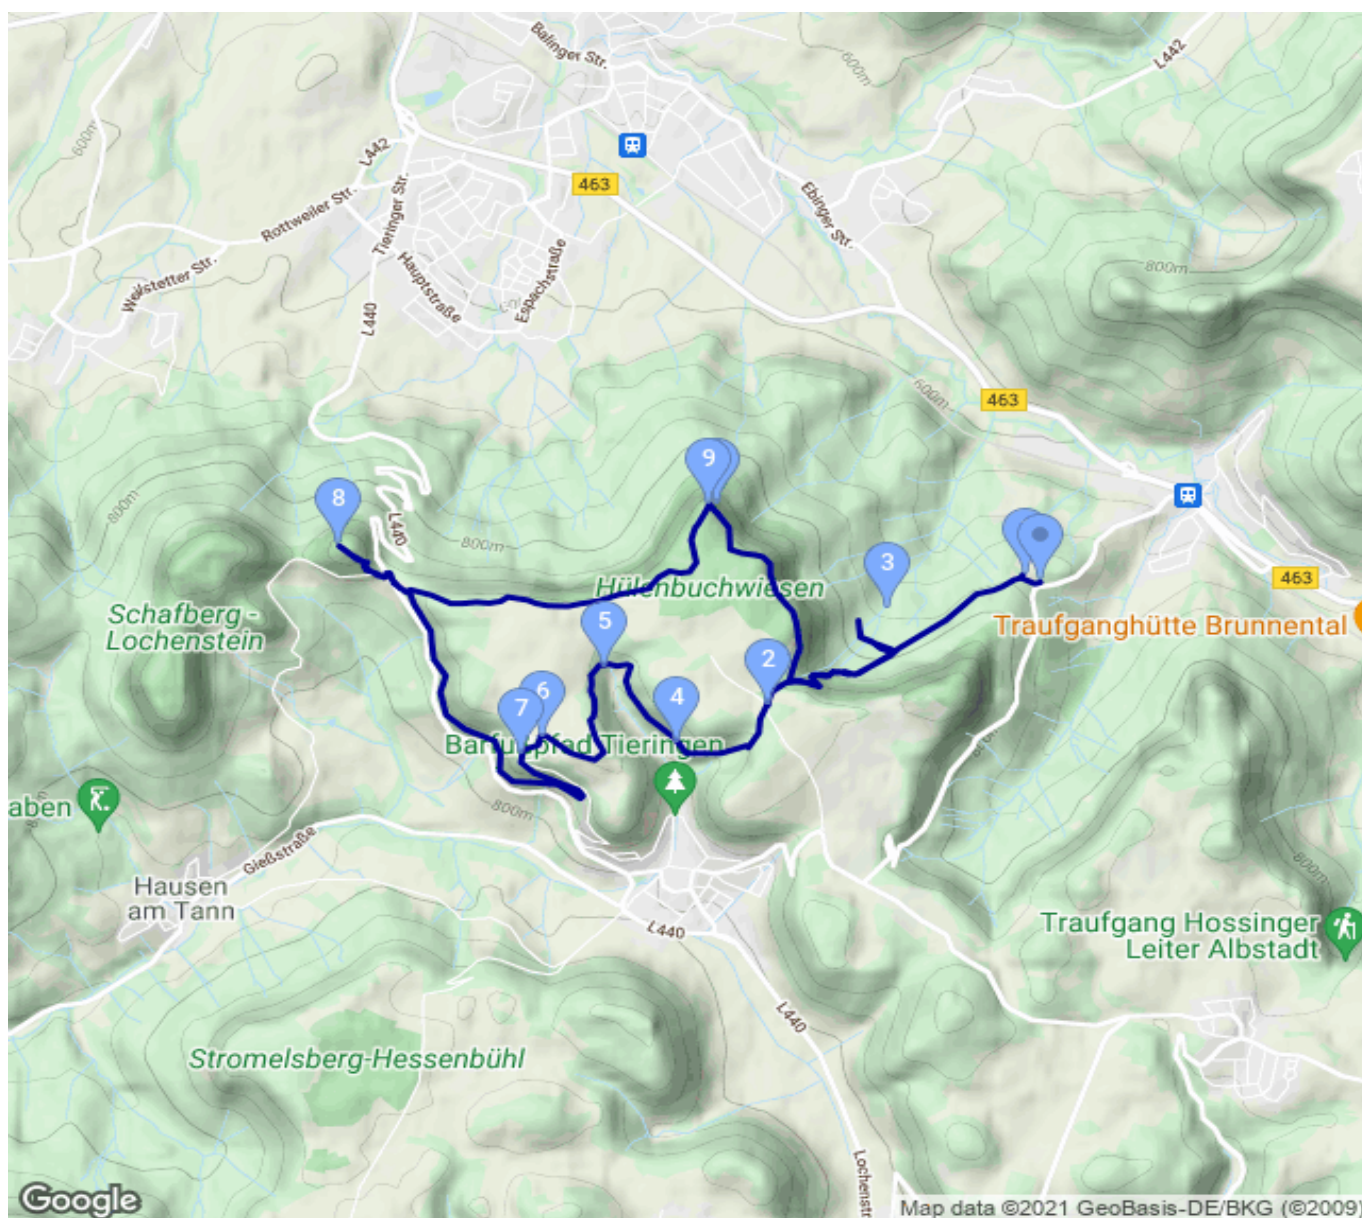 Balinger Str.
L442
600m
L442
463
Rottweiler Str.
Tieringer Str.
Ebinger Str.
800m
Weilstetter Str.
Hauptstraße
Espachstraße
L440
600m
463
9
8
800m
L440
800m
3
Hülenbuchwiesen
463
Schafberg -
Lochenstein
5
Traufganghütte Brunnental
2
6
4
7
Barfußpfad Tieringen
aben
800m
Gießstraße
800m
Hausen
am Tann
L440
Traufgang Hossinger
Leiter Albstadt
L440
Stromelsberg-Hessenbühl
Lochenstr
Google
Map data ©2021 GeoBasis-DE/BKG (©2009)